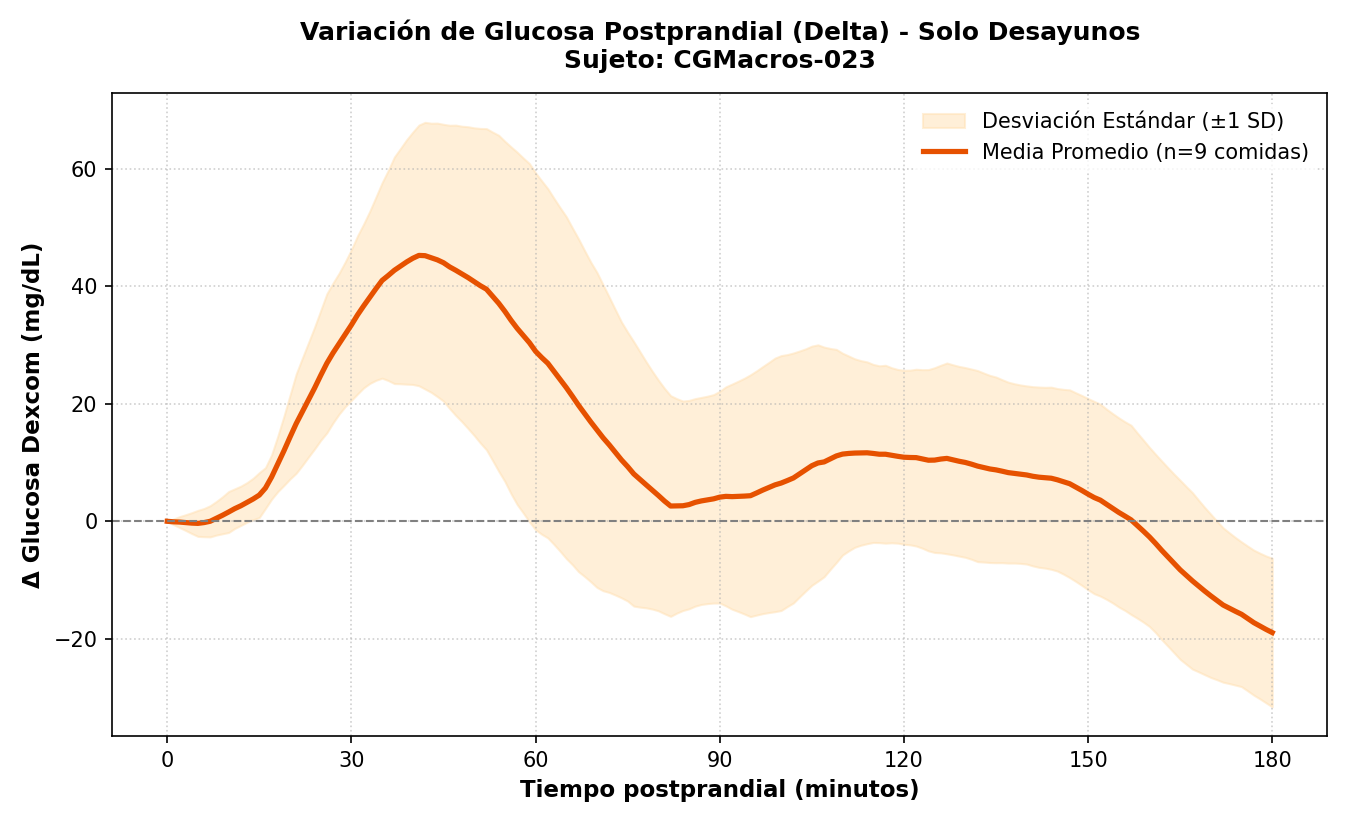 Variación de Glucosa Postprandial (Delta) - Solo Desayunos
Sujeto: CGMacros-023
Desviación Estándar (±1 SD)
Media Promedio (n=9 comidas)
Δ Glucosa Dexcom (mg/dL)
60
40
20
0
−20
0 30 60 90 120 150 180
Tiempo postprandial (minutos)